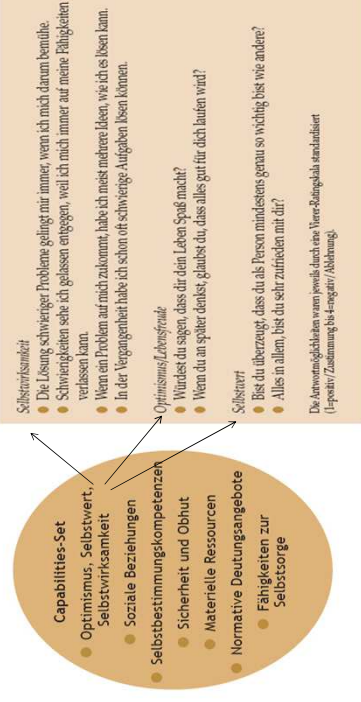 Capabilities-Set
Optimismus, Selbstwert,
Selbstwirksamkeit
Soziale Beziehungen
Selbstbestimmungskompetenzen
Sicherheit und Obhut
Materielle Ressourcen
Normative Deutungsangebote
Fähigkeiten zur
Selbstsorge
Selbstwirksamkeit
Die Lösung schwieriger Probleme gelingt mir immer, wenn ich mich darum bemühe.
Schwierigkeiten sehe ich gelassen entgegen, weil ich mich immer auf meine Fähigkeiten
verlassen kann.
Wenn ein Problem auf mich zukommt, habe ich meist mehrere Ideen, wie ich es lösen kann.
In der Vergangenheit habe ich schon oft schwierige Aufgaben lösen können.
Optimismus/Lebensfreude
Würdest du sagen, dass dir dein Leben Spaß macht?
Wenn du an später denkst, glaubst du, dass alles gut für dich laufen wird?
Selbstwert
Bist du überzeugt, dass du als Person mindestens genau so wichtig bist wie andere?
Alles in allem, bist du sehr zufrieden mit dir?
Die Antwortmöglichkeiten waren jeweils durch eine Vierer-Ratingskala standardisiert
(1=positiv/Zustimmung bis 4=negativ/Ablehnung).